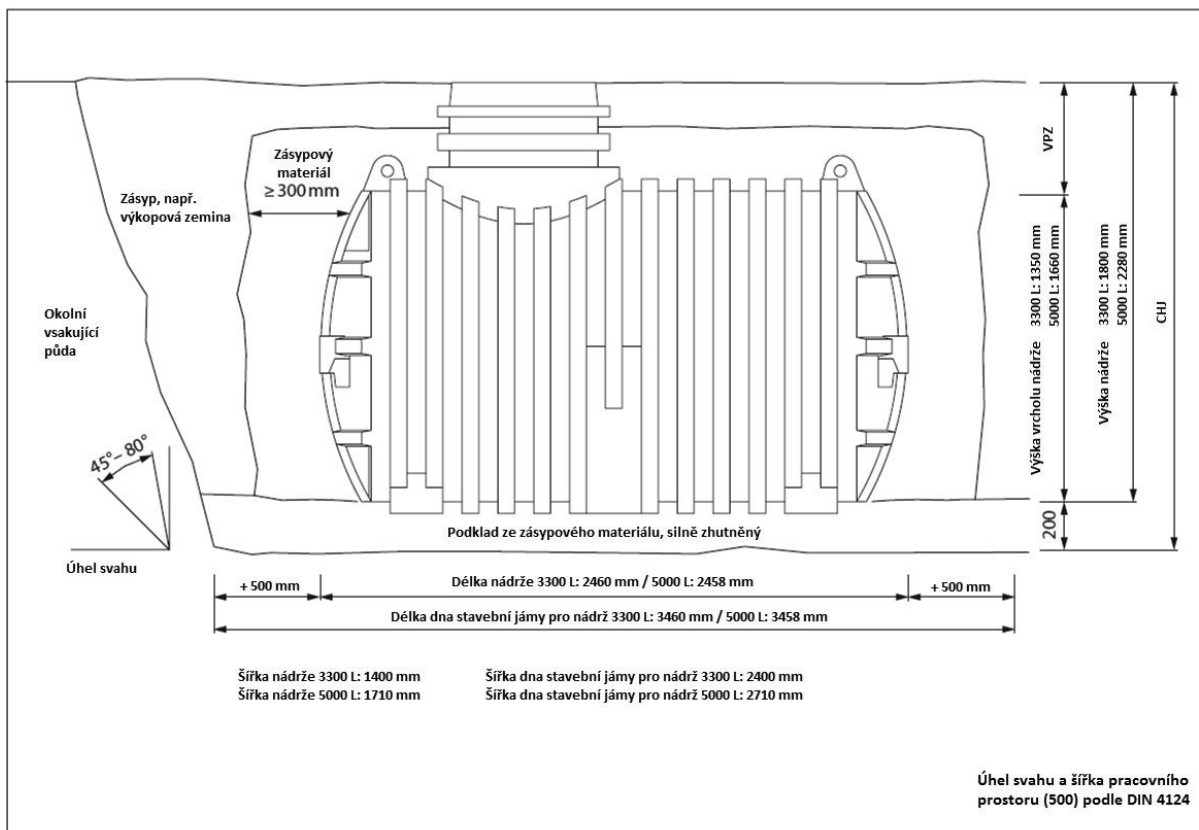 Zásypový
materiál
≥ 300 mm
Zásyp, např.
výkopová zemina
Okolní
vsakující
půda
45°– 80°
Úhel svahu
VPZ
Výška vrcholu nádrže 3300 L: 1350 mm
5000 L: 1660 mm
Výška nádrže 3300 L: 1800 mm
5000 L: 2280 mm
CHJ
200
Podklad ze zásypového materiálu, silně zhutněný
+ 500 mm
Délka nádrže 3300 L: 2460 mm / 5000 L: 2458 mm
+ 500 mm
Délka dna stavební jámy pro nádrž 3300 L: 3460 mm / 5000 L: 3458 mm
Šířka nádrže 3300 L: 1400 mm
Šířka nádrže 5000 L: 1710 mm
Šířka dna stavební jámy pro nádrž 3300 L: 2400 mm
Šířka dna stavební jámy pro nádrž 5000 L: 2710 mm
Úhel svahu a šířka pracovního
prostoru (500) podle DIN 4124